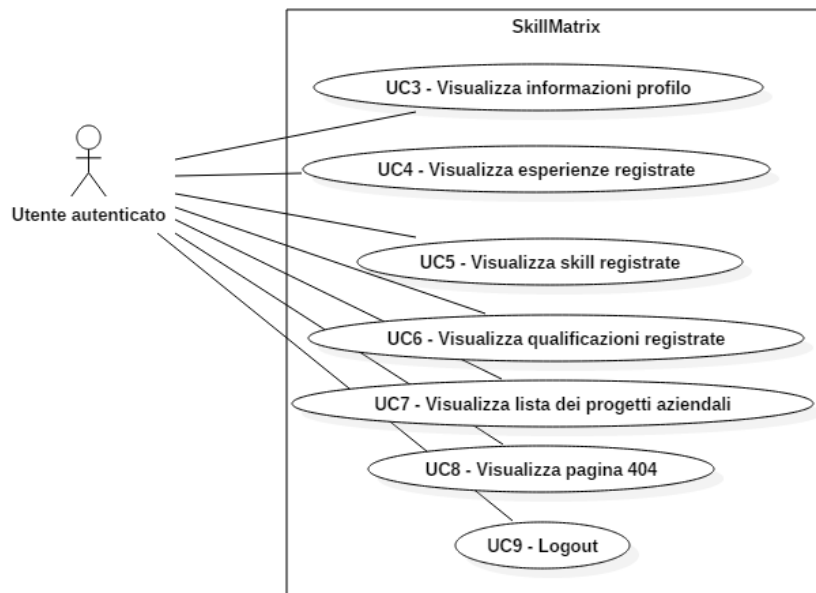 SkillMatrix
UC3 - Visualizza informazioni profilo
UC4 - Visualizza esperienze registrate
Utente autenticato
UC5 - Visualizza skill registrate
UC6 - Visualizza qualificazioni registrate
UC7 - Visualizza lista dei progetti aziendali
UC8 - Visualizza pagina 404
UC9 - Logout